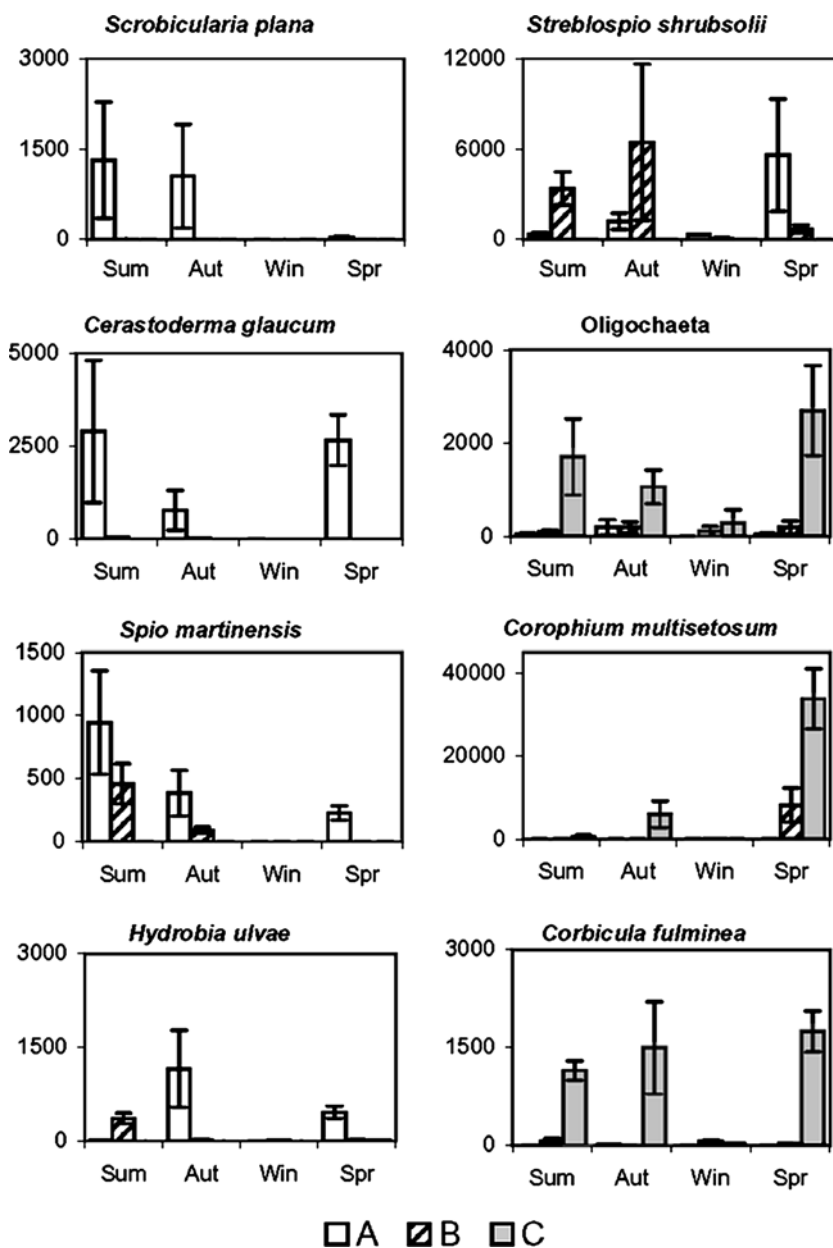 Scrobicularia plana
3000
1500
0
Sum Aut Win Spr
Streblospio shrubsolii
12000
6000
0
Sum Aut Win Spr
Cerastoderma glaucum
5000
2500
0
Sum Aut Win Spr
Oligochaeta
4000
2000
0
Sum Aut Win Spr
Spio martinensis
1500
1000
500
0
Sum Aut Win Spr
Corophium multisetosum
40000
20000
0
Sum Aut Win Spr
Hydrobia ulvae
3000
1500
0
Sum Aut Win Spr
Corbicula fulminea
3000
1500
0
Sum Aut Win Spr
A B C